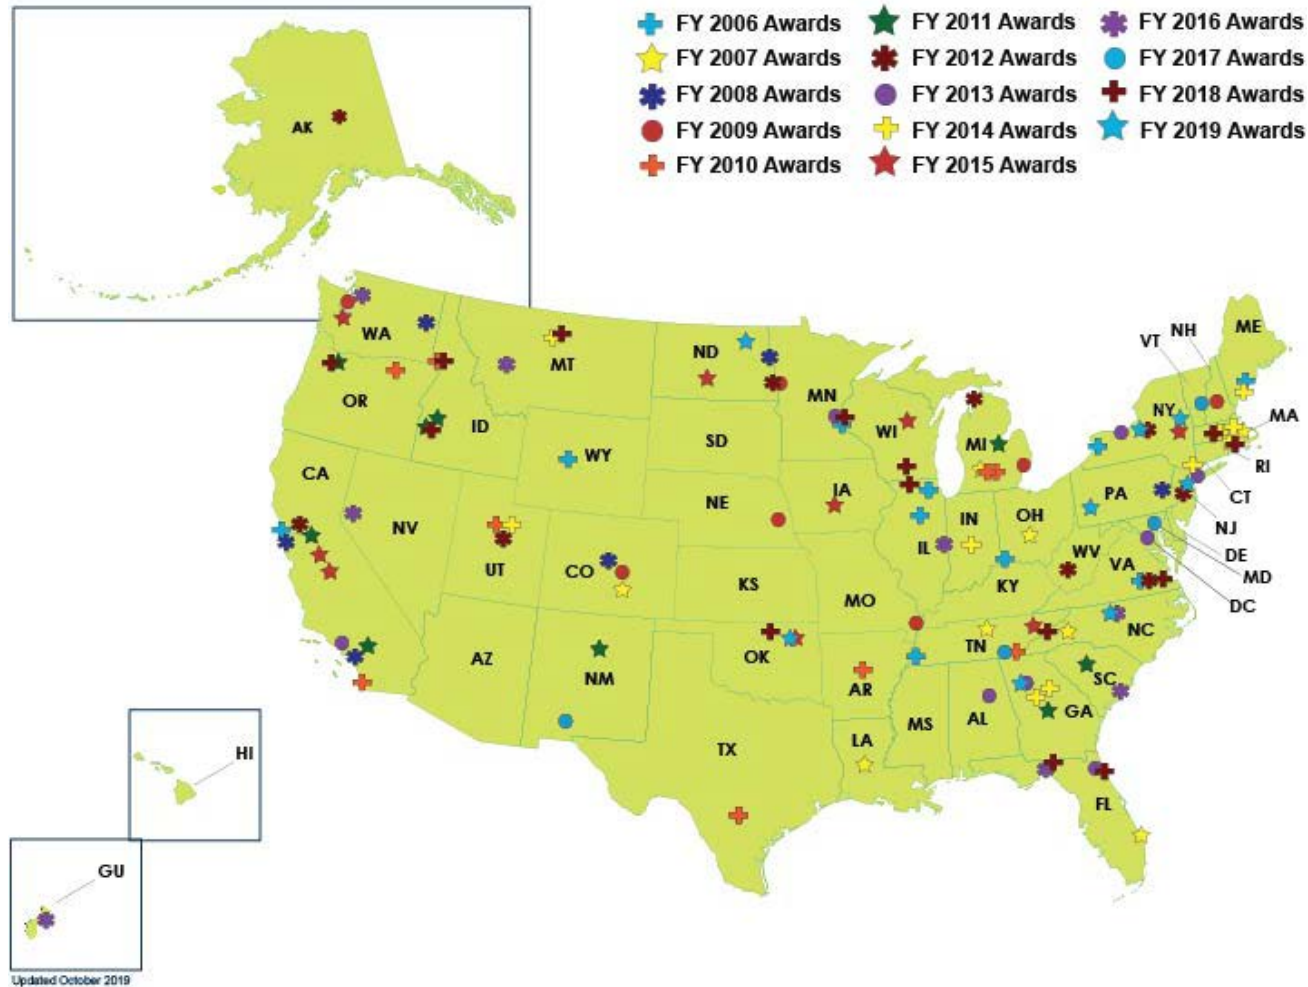 FY 2006 Awards
FY 2011 Awards
FY 2016 Awards
FY 2007 Awards
FY 2012 Awards
FY 2017 Awards
FY 2008 Awards
FY 2013 Awards
FY 2018 Awards
FY 2009 Awards
FY 2014 Awards
FY 2019 Awards
FY 2010 Awards
FY 2015 Awards
AK
WA
MT
ND
MN
VT
NH
ME
OR
ID
WY
SD
WI
MI
NY
MA
RI
CT
CA
NV
UT
CO
NE
IA
IL
IN
OH
PA
NJ
DE
MD
DC
WV
VA
KS
MO
KY
NC
AZ
NM
OK
AR
TN
SC
TX
LA
MS
AL
GA
FL
HI
GU
Updated October 2019